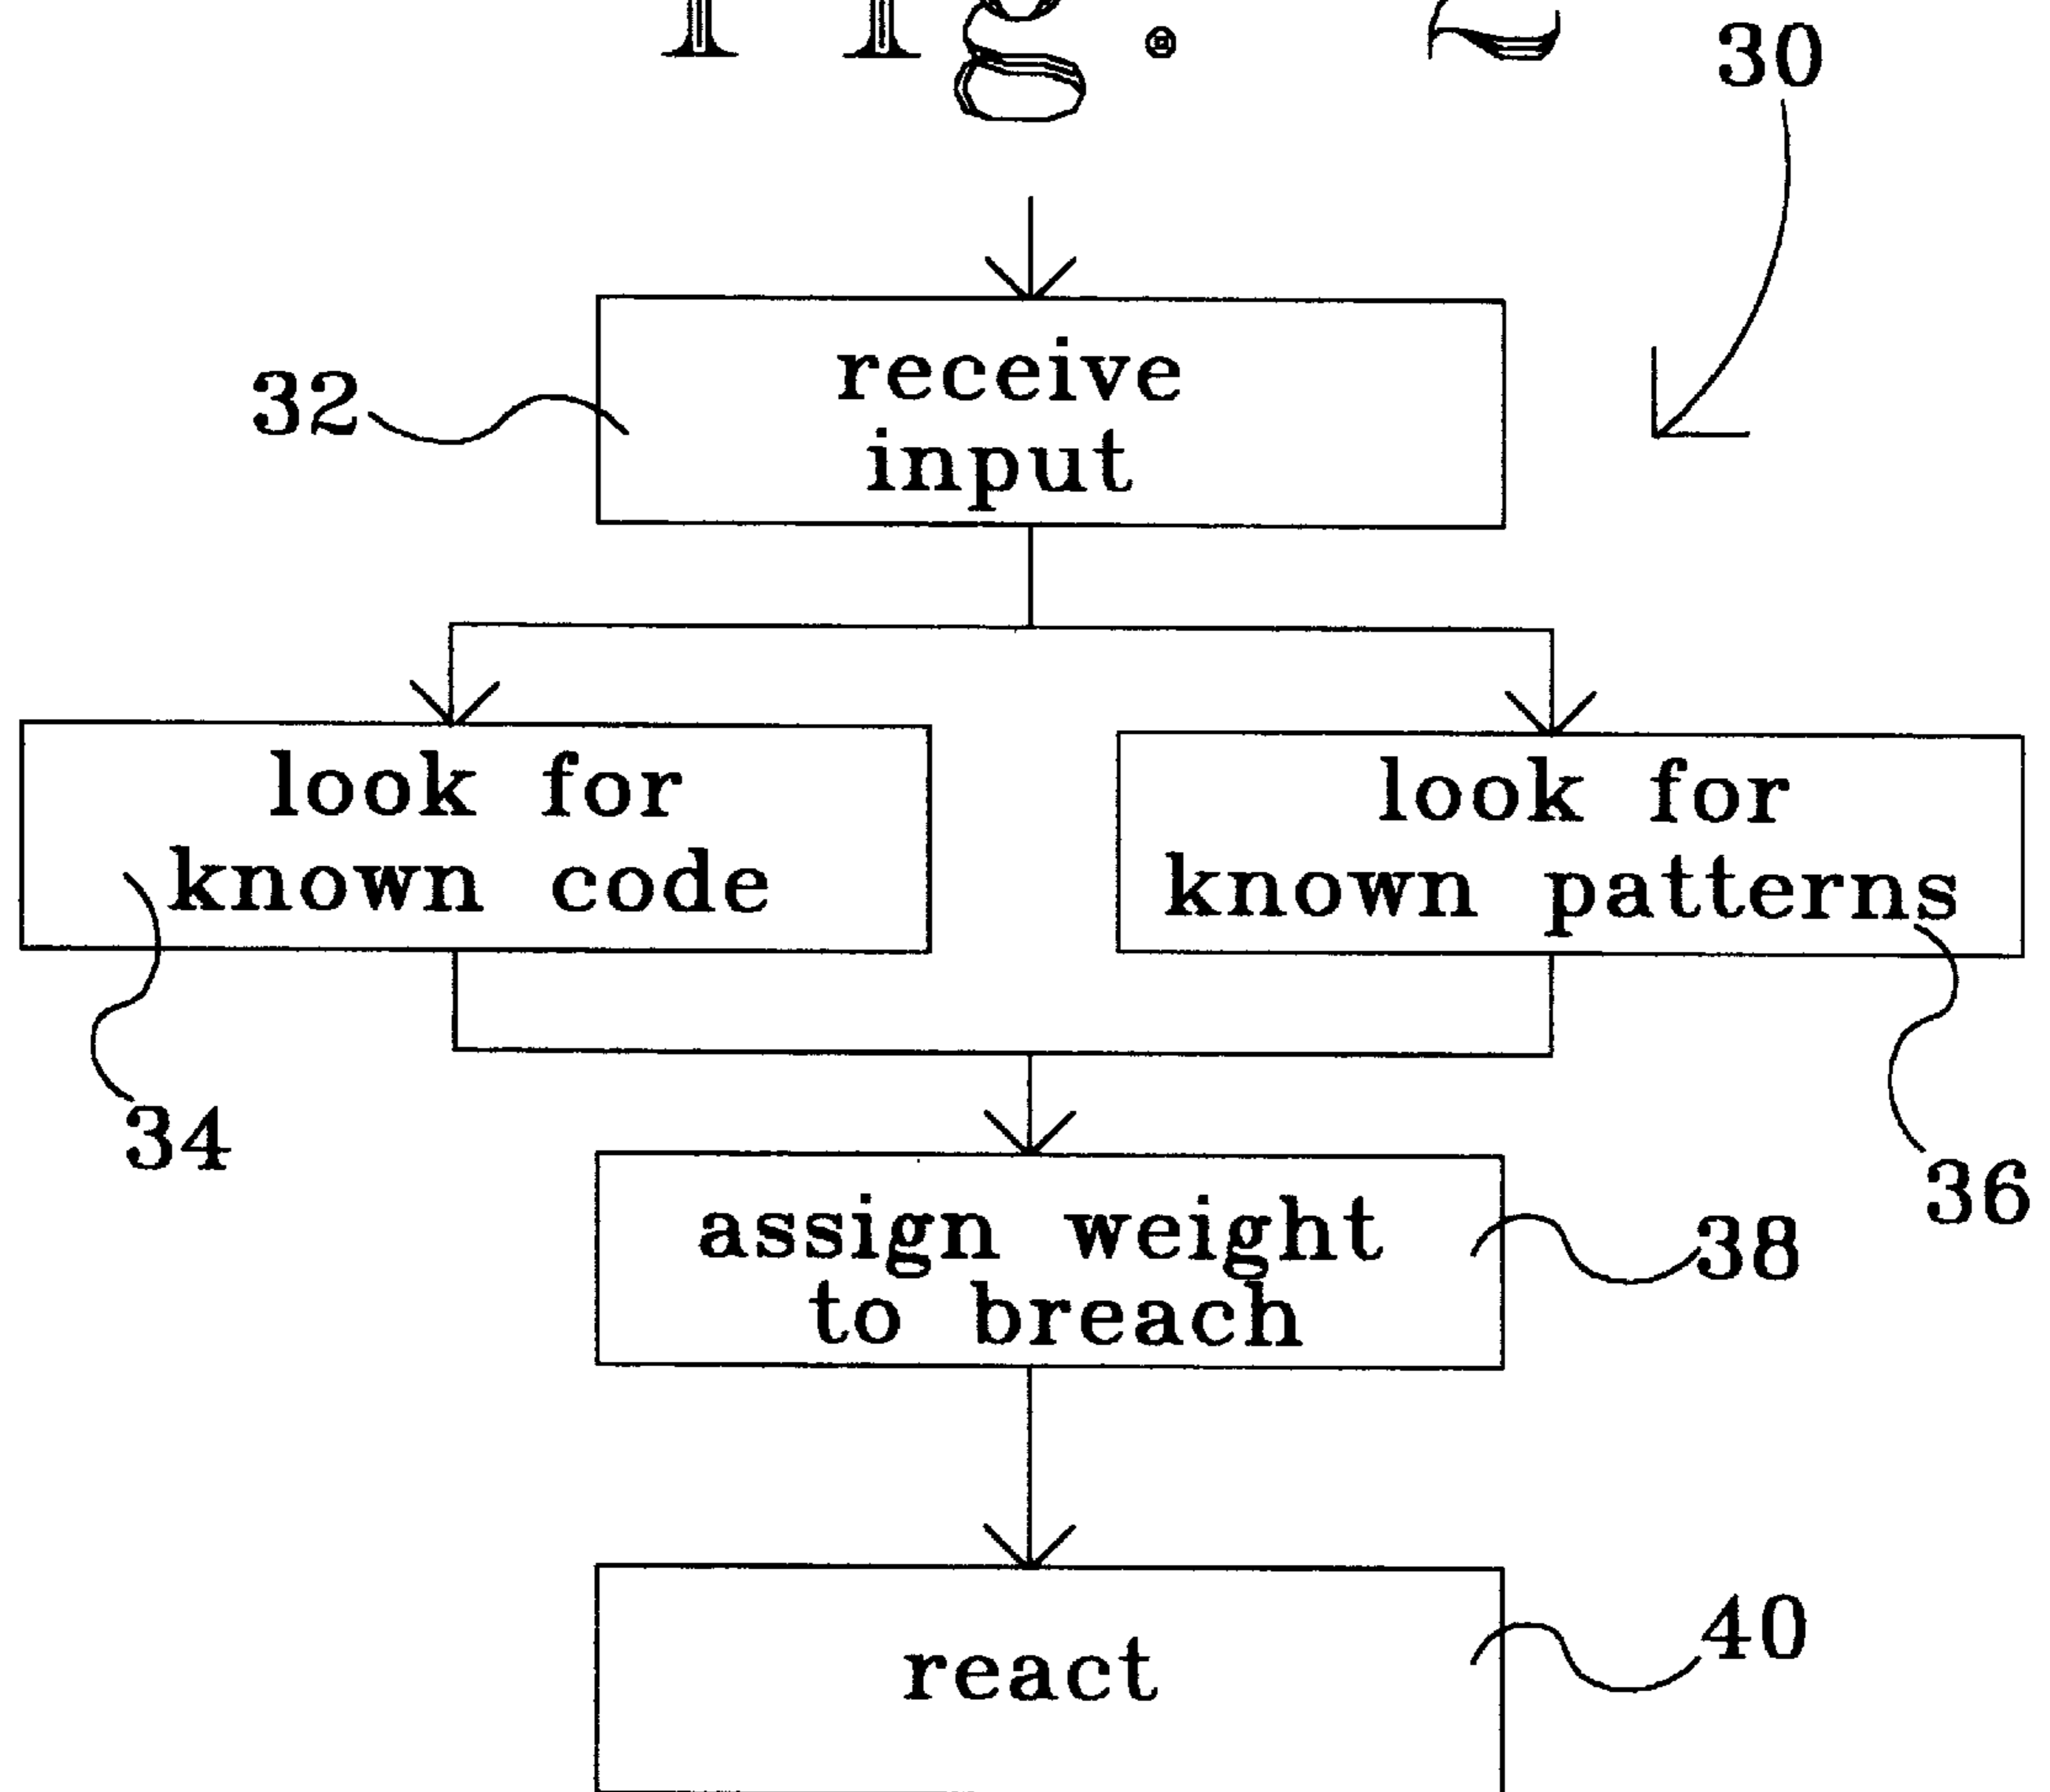 Fig. 2
30
receive
input
32
look for
known code
look for
known patterns
34
36
assign weight
to breach
38
react
40